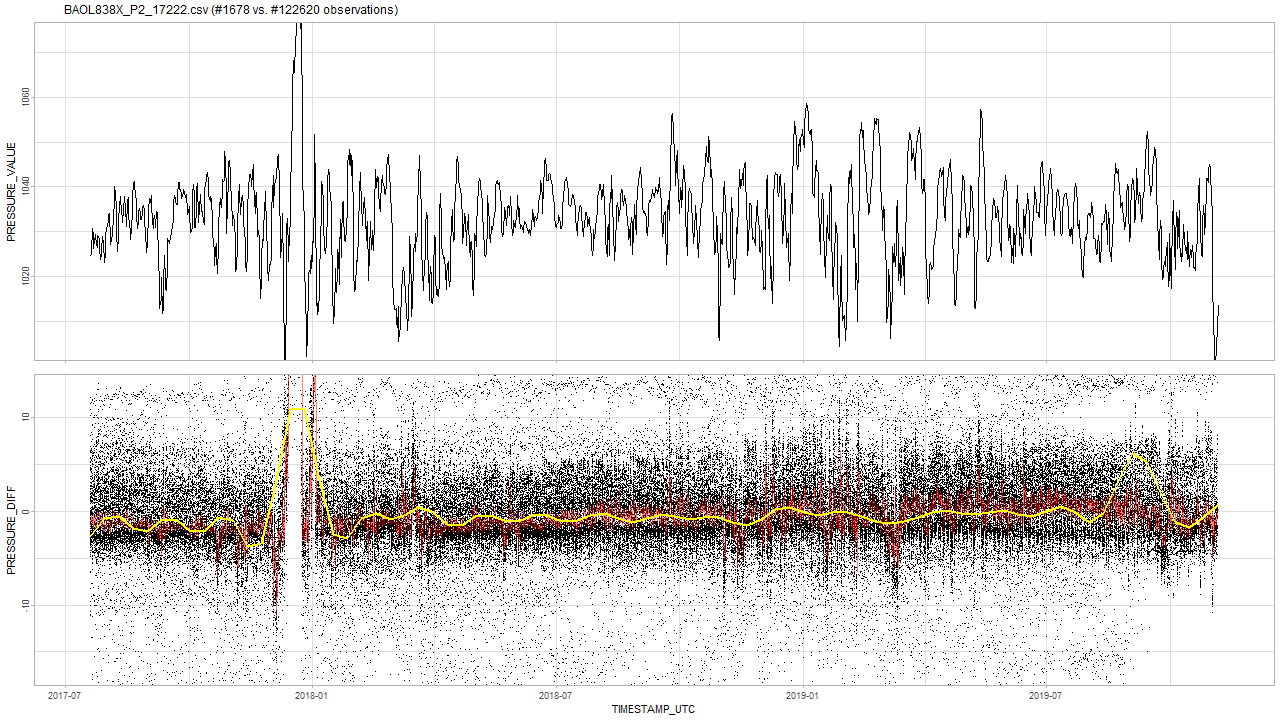 BAOL838X_P2_17222.csv (#1678 vs. #122620 observations)
PRESSURE_VALUE
1060
1040
1020
PRESSURE_DIFF
10
0
-10
2017-07 2018-01 2018-07 2019-01 2019-07
TIMESTAMP_UTC